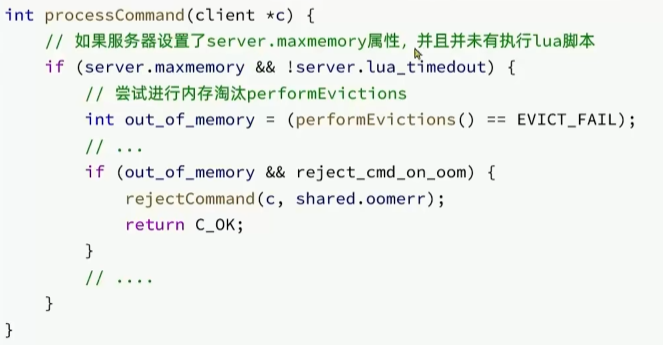 int processCommand(client *c) {
    // 如果服务器设置了server.maxmemory属性，并且并未有执行lua脚本
    if (server.maxmemory && !server.lua_timedout) {
        // 尝试进行内存淘汰performEvictions
        int out_of_memory = (performEvictions() == EVICT_FAIL);
        // ...
        if (out_of_memory && reject_cmd_on_oom) {
            rejectCommand(c, shared.oomerr);
            return C_OK;
        }
        // ....
    }
}